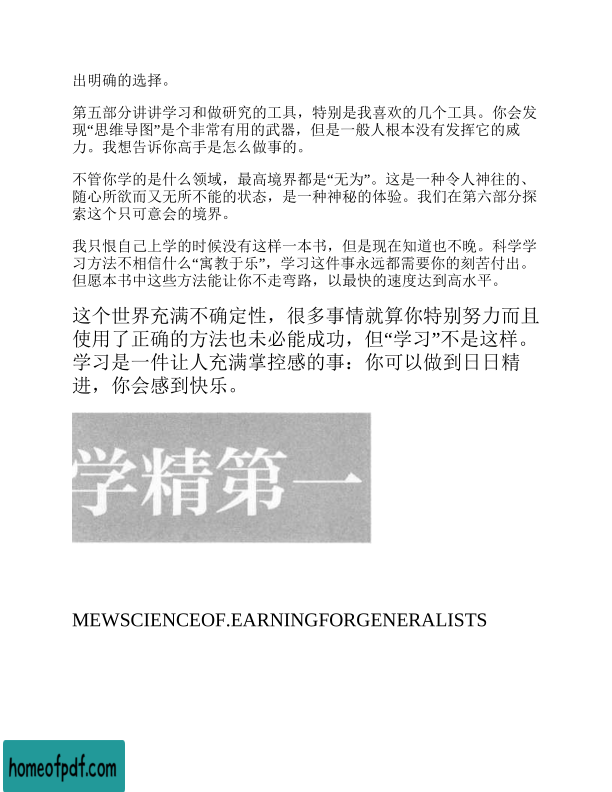 出明确的选择。
第五部分讲讲学习和做研究的工具，特别是我喜欢的几个工具。你会发
现“思维导图”是个非常有用的武器，但是一般人根本没有发挥它的威
力。我想告诉你高手是怎么做事的。
不管你学的是什么领域，最高境界都是“无为”。这是一种令人神往的、
随心所欲而又无所不能的状态，是一种神秘的体验。我们在第六部分探
索这个只可意会的境界。
我只恨自己上学的时候没有这样一本书，但是现在知道也不晚。科学学
习方法不相信什么“寓教于乐”，学习这件事永远都需要你的刻苦付出。
但愿本书中这些方法能让你不走弯路，以最快的速度达到高水平。
这个世界充满不确定性，很多事情就算你特别努力而且
使用了正确的方法也未必能成功，但“学习”不是这样。
学习是一件让人充满掌控感的事：你可以做到日日精
进，你会感到快乐。
学精第一
MEWSCIENCEOF.EARNINGFORGENERALISTS
homeofpdf.com